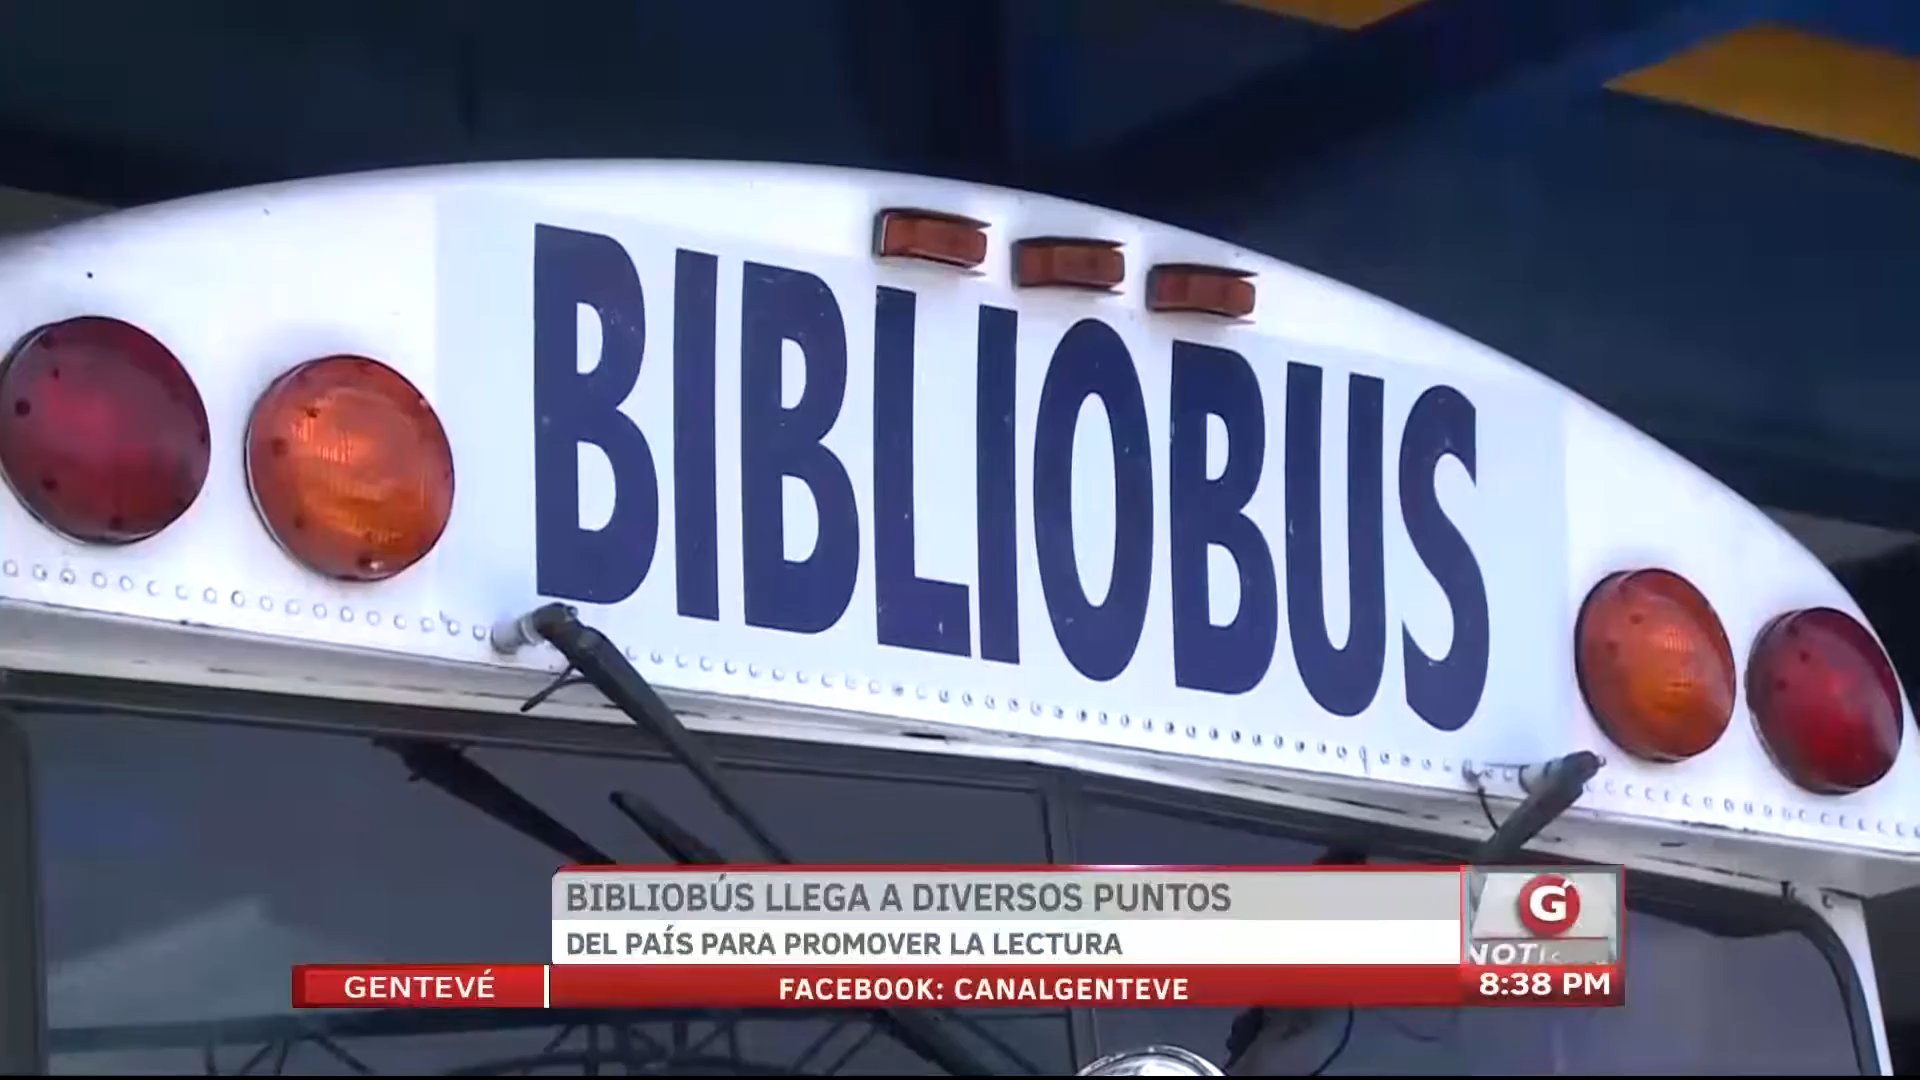 BIBLIOBUS
BIBLIOBÚS LLEGA A DIVERSOS PUNTOS
DEL PAÍS PARA PROMOVER LA LECTURA
G
GENTEVÉ
FACEBOOK: CANALGENTEVE
8:38 PM